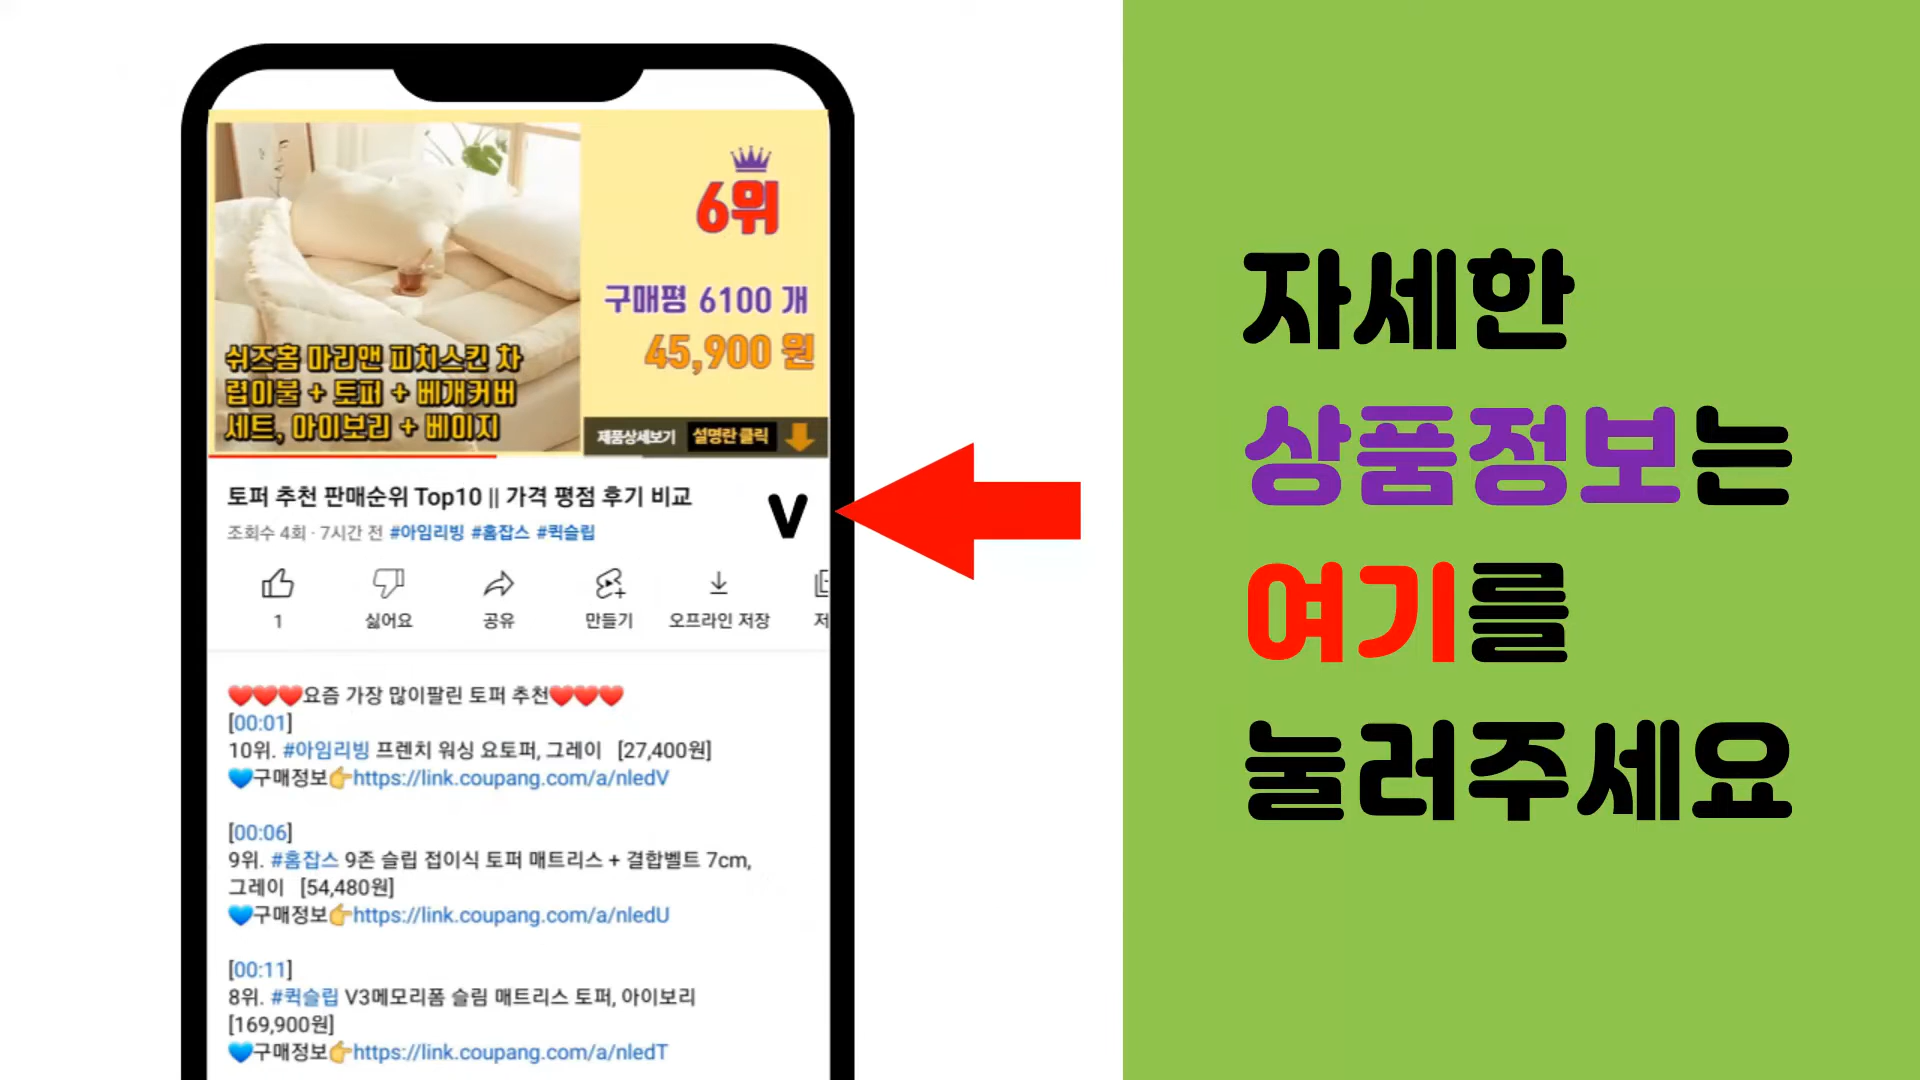 6위
구매평 6100 개
45,900 원
쉬즈홈 마리앤 피치스킨 차
렵이불 + 토퍼 + 베개커버
세트, 아이보리 + 베이지
제품상세보기 설명란 클릭
토퍼 추천 판매순위 Top10 || 가격 평점 후기 비교
V
조회수 4회 · 7시간 전 #아임리빙 #홈잡스 #퀵슬립
1 싫어요 공유 만들기 오프라인 저장 저
❤❤❤요즘 가장 많이팔린 토퍼 추천❤❤❤
[00:01]
10위. #아임리빙 프렌치 워싱 요토퍼, 그레이 [27,400원]
💙구매정보👉https://link.coupang.com/a/nledV
[00:06]
9위. #홈잡스 9존 슬립 접이식 토퍼 매트리스 + 결합벨트 7cm,
그레이 [54,480원]
💙구매정보👉https://link.coupang.com/a/nledU
[00:11]
8위. #퀵슬립 V3메모리폼 슬림 매트리스 토퍼, 아이보리
[169,900원]
💙구매정보👉https://link.coupang.com/a/nledT
자세한
상품정보는
여기를
눌러주세요